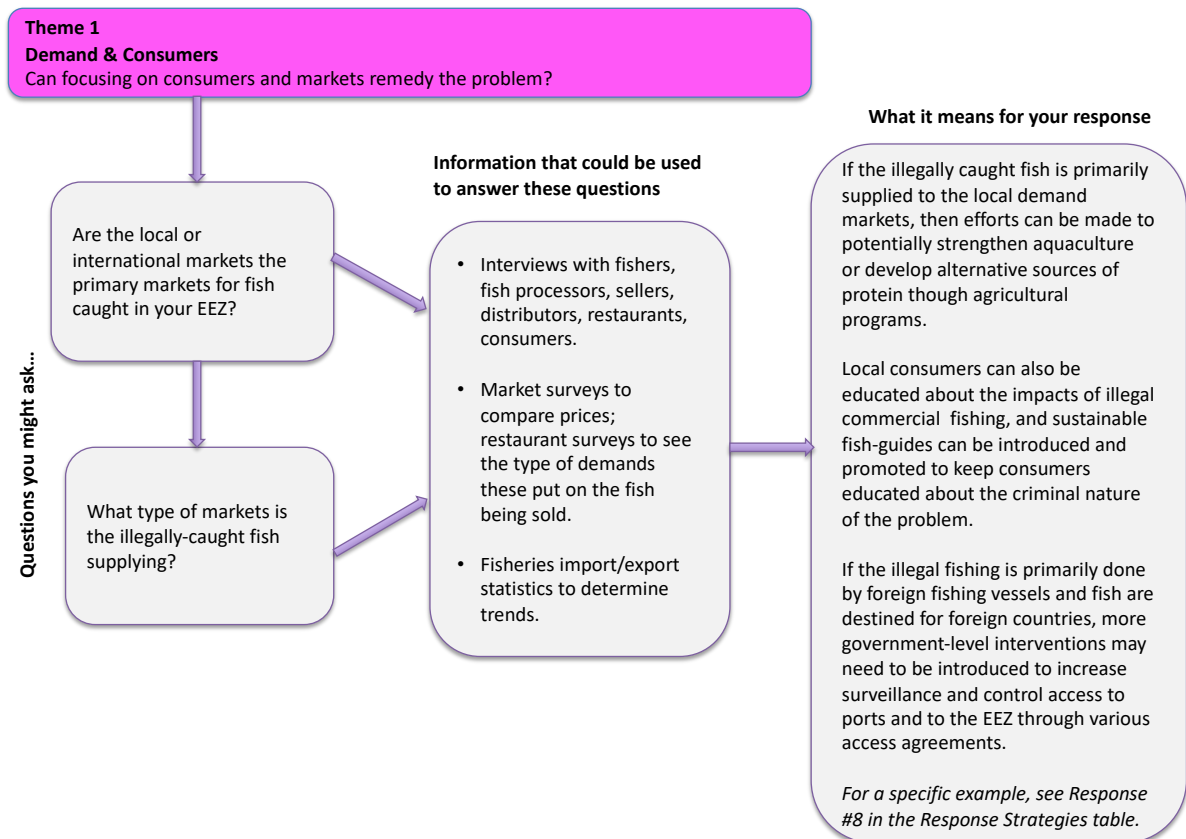 Theme 1
Demand & Consumers
Can focusing on consumers and markets remedy the problem?
Questions you might ask…
Are the local or
international markets the
primary markets for fish
caught in your EEZ?
What type of markets is
the illegally-caught fish
supplying?
Information that could be used
to answer these questions
• Interviews with fishers,
fish processors, sellers,
distributors, restaurants,
consumers.
• Market surveys to
compare prices;
restaurant surveys to see
the type of demands
these put on the fish
being sold.
• Fisheries import/export
statistics to determine
trends.
What it means for your response
If the illegally caught fish is primarily
supplied to the local demand
markets, then efforts can be made to
potentially strengthen aquaculture
or develop alternative sources of
protein though agricultural
programs.
Local consumers can also be
educated about the impacts of illegal
commercial fishing, and sustainable
fish-guides can be introduced and
promoted to keep consumers
educated about the criminal nature
of the problem.
If the illegal fishing is primarily done
by foreign fishing vessels and fish are
destined for foreign countries, more
government-level interventions may
need to be introduced to increase
surveillance and control access to
ports and to the EEZ through various
access agreements.
For a specific example, see Response
#8 in the Response Strategies table.